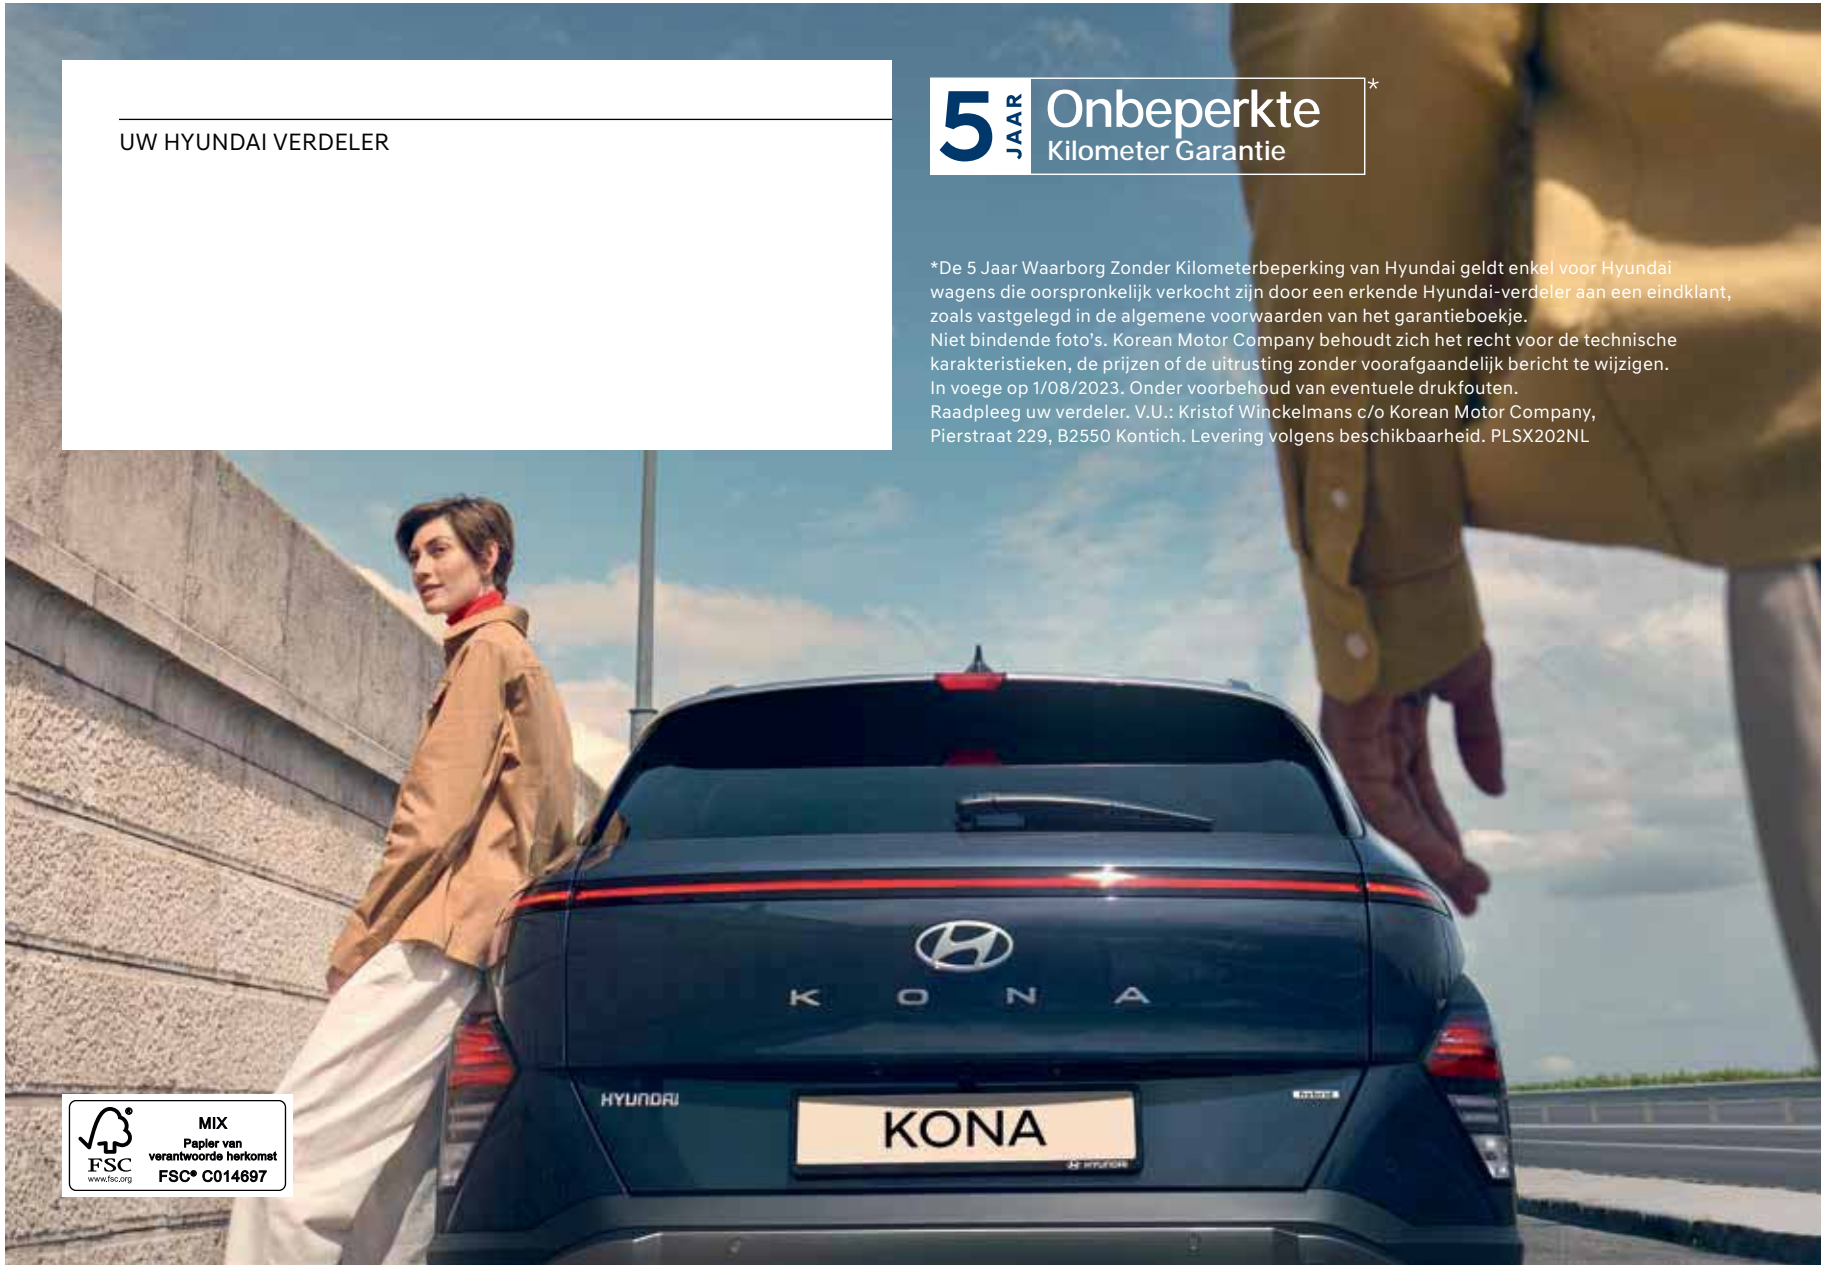 UW HYUNDAI VERDELER
5 JAAR
Onbeperkte
Kilometer Garantie
*
*De 5 Jaar Waarborg Zonder Kilometerbeperking van Hyundai geldt enkel voor Hyundai
wagens die oorspronkelijk verkocht zijn door een erkende Hyundai-verdeler aan een eindklant,
zoals vastgelegd in de algemene voorwaarden van het garantieboekje.
Niet bindende foto's. Korean Motor Company behoudt zich het recht voor de technische
karakteristieken, de prijzen of de uitrusting zonder voorafgaandelijk bericht te wijzigen.
In voege op 1/08/2023. Onder voorbehoud van eventuele drukfouten.
Raadpleeg uw verdeler. V.U.: Kristof Winckelmans c/o Korean Motor Company,
Pierstraat 229, B2550 Kontich. Levering volgens beschikbaarheid. PLSX202NL
KONA
HYUNDAI
hybrid
KONA
HYUNDAI
FSC
www.fsc.org
MIX
Papier van
verantwoorde herkomst
FSC® C014697